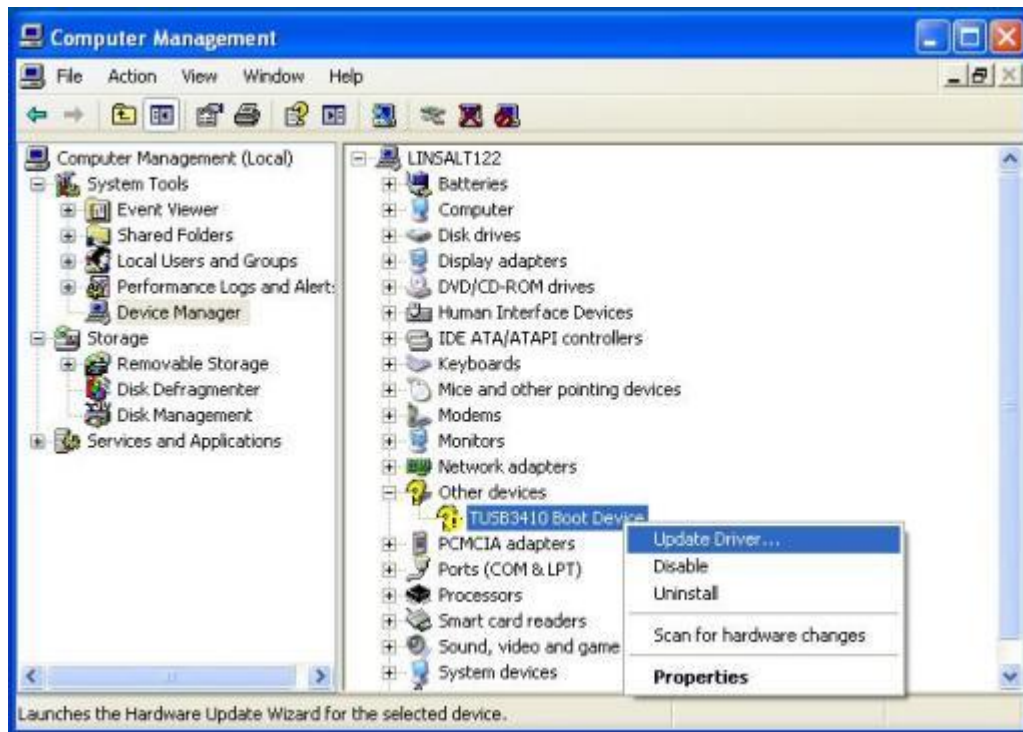 Computer Management
File Action View Window Help
Computer Management (Local)
System Tools
Event Viewer
Shared Folders
Local Users and Groups
Performance Logs and Alert
Device Manager
Storage
Removable Storage
Disk Defragmenter
Disk Management
Services and Applications
LINSALT122
Batteries
Computer
Disk drives
Display adapters
DVD/CD-ROM drives
Human Interface Devices
IDE ATA/ATAPI controllers
Keyboards
Mice and other pointing devices
Modems
Monitors
Network adapters
Other devices
TUSB3410 Boot Device
PCMCIA adapters
Ports (COM & LPT)
Processors
Smart card readers
Sound, video and game
System devices
Update Driver...
Disable
Uninstall
Scan for hardware changes
Properties
Launches the Hardware Update Wizard for the selected device.